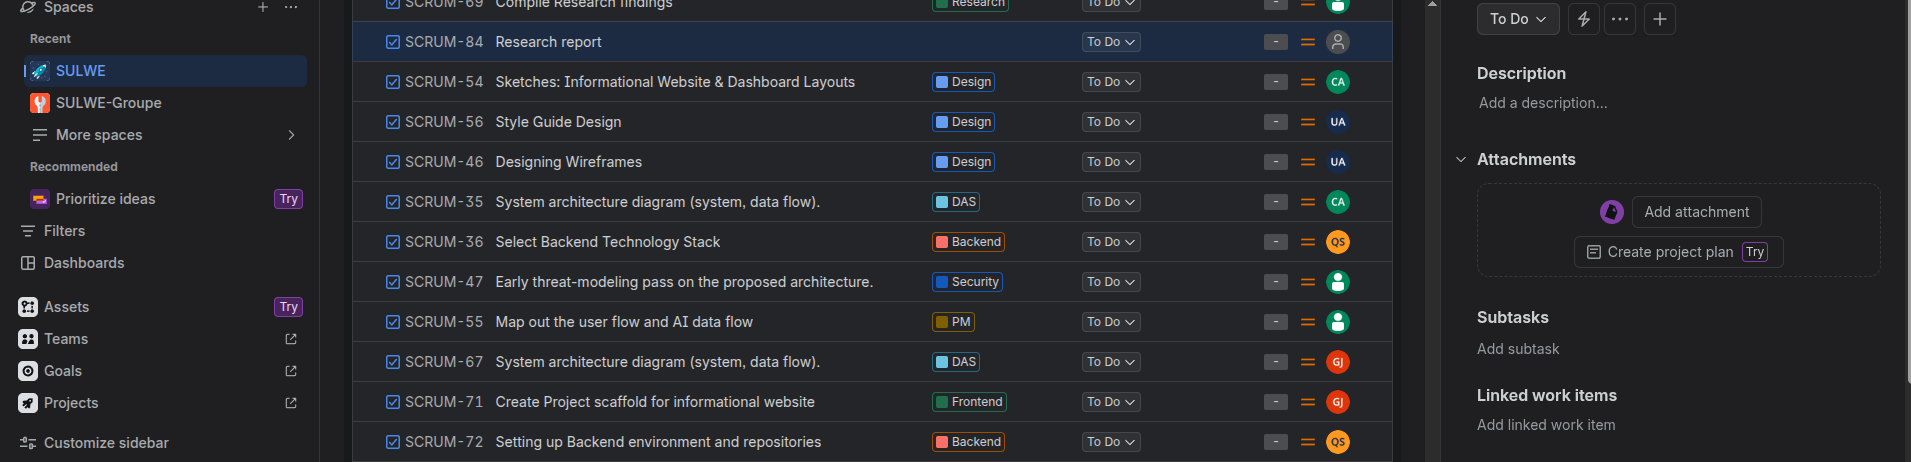 Spaces
Recent
SULWE
SULWE-Groupe
More spaces
Recommended
Prioritize ideas Try
Filters
Dashboards
Assets Try
Teams
Goals
Projects
Customize sidebar
SCRUM-69 Compile Research findings Research To Do -
SCRUM-84 Research report To Do -
SCRUM-54 Sketches: Informational Website & Dashboard Layouts Design To Do - CA
SCRUM-56 Style Guide Design Design To Do - UA
SCRUM-46 Designing Wireframes Design To Do - UA
SCRUM-35 System architecture diagram (system, data flow). DAS To Do - CA
SCRUM-36 Select Backend Technology Stack Backend To Do - QS
SCRUM-47 Early threat-modeling pass on the proposed architecture. Security To Do -
SCRUM-55 Map out the user flow and AI data flow PM To Do -
SCRUM-67 System architecture diagram (system, data flow). DAS To Do - GJ
SCRUM-71 Create Project scaffold for informational website Frontend To Do - GJ
SCRUM-72 Setting up Backend environment and repositories Backend To Do - QS
To Do
Description
Add a description...
Attachments
Add attachment
Create project plan Try
Subtasks
Add subtask
Linked work items
Add linked work item